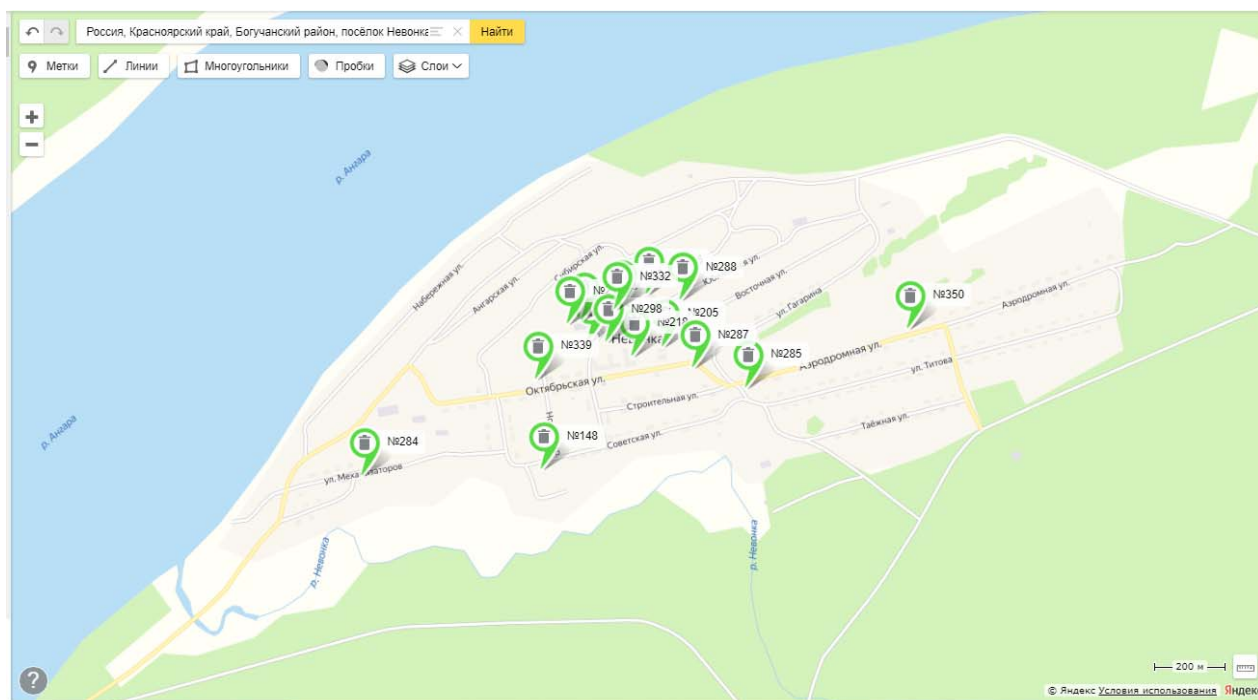 Россия, Красноярский край, Богучанский район, посёлок Невонка
Найти
Метки
Линии
Многоугольники
Пробки
Слои
р. Ангара
Набережная ул.
Ангарская ул.
Сибирская ул.
№288
№332
Восточная ул.
ул. Гагарина
№350
Аэродромная ул.
№298
№205
№218
№287
№339
№285
Аэродромная ул.
ул. Титова
Октябрьская ул.
Строительная ул.
Таёжная ул.
р. Ангара
№284
№148
Советская ул.
р. Невонка
р. Невонка
200 м
© Яндекс Условия использования
?